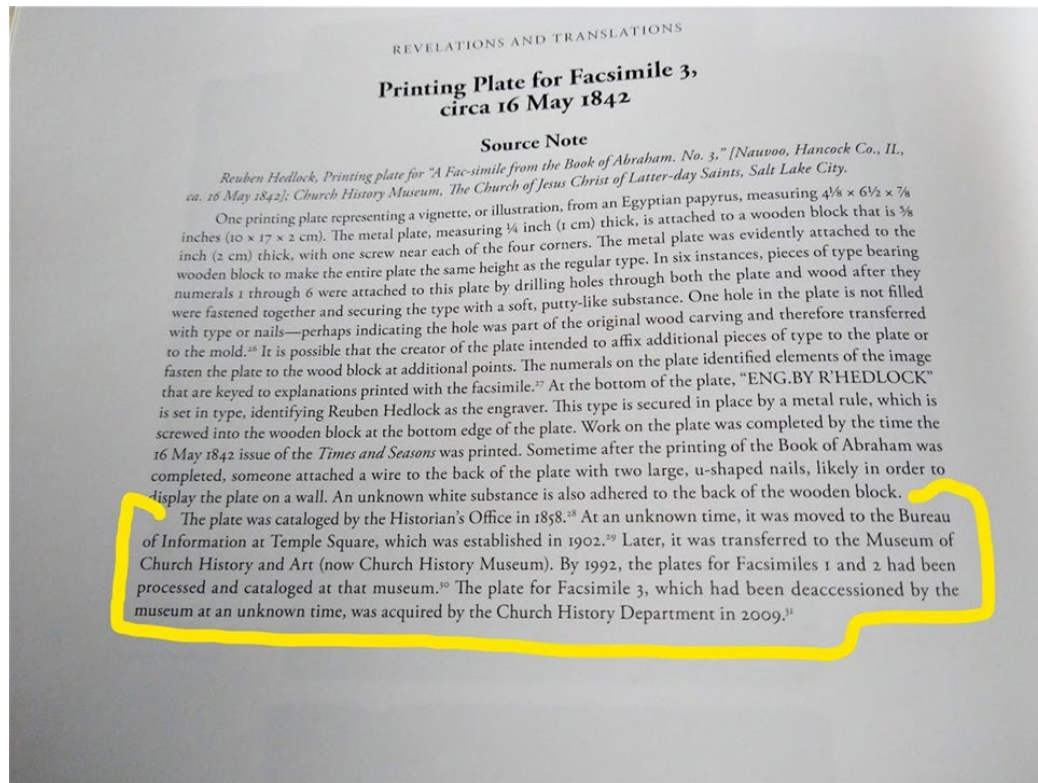 REVELATIONS AND TRANSLATIONS
Printing Plate for Facsimile 3,
circa 16 May 1842
Source Note
Reuben Hedlock, Printing plate for “A Fac-simile from the Book of Abraham. No. 3,” [Nauvoo, Hancock Co., IL,
ca. 16 May 1842]; Church History Museum, The Church of Jesus Christ of Latter-day Saints, Salt Lake City.
One printing plate representing a vignette, or illustration, from an Egyptian papyrus, measuring 4⅛ × 6½ × ⅞
inches (10 × 17 × 2 cm). The metal plate, measuring ¼ inch (1 cm) thick, is attached to a wooden block that is ⅝
inch (2 cm) thick, with one screw near each of the four corners. The metal plate was evidently attached to the
wooden block to make the entire plate the same height as the regular type. In six instances, pieces of type bearing
numerals 1 through 6 were attached to this plate by drilling holes through both the plate and wood after they
were fastened together and securing the type with a soft, putty-like substance. One hole in the plate is not filled
with type or nails—perhaps indicating the hole was part of the original wood carving and therefore transferred
to the mold.²⁶ It is possible that the creator of the plate intended to affix additional pieces of type to the plate or
fasten the plate to the wood block at additional points. The numerals on the plate identified elements of the image
that are keyed to explanations printed with the facsimile.²⁷ At the bottom of the plate, “ENG.BY R’HEDLOCK”
is set in type, identifying Reuben Hedlock as the engraver. This type is secured in place by a metal rule, which is
screwed into the wooden block at the bottom edge of the plate. Work on the plate was completed by the time the
16 May 1842 issue of the Times and Seasons was printed. Sometime after the printing of the Book of Abraham was
completed, someone attached a wire to the back of the plate with two large, u-shaped nails, likely in order to
display the plate on a wall. An unknown white substance is also adhered to the back of the wooden block.
The plate was cataloged by the Historian’s Office in 1858.²⁸ At an unknown time, it was moved to the Bureau
of Information at Temple Square, which was established in 1902.²⁹ Later, it was transferred to the Museum of
Church History and Art (now Church History Museum). By 1992, the plates for Facsimiles 1 and 2 had been
processed and cataloged at that museum.³⁰ The plate for Facsimile 3, which had been deaccessioned by the
museum at an unknown time, was acquired by the Church History Department in 2009.³¹